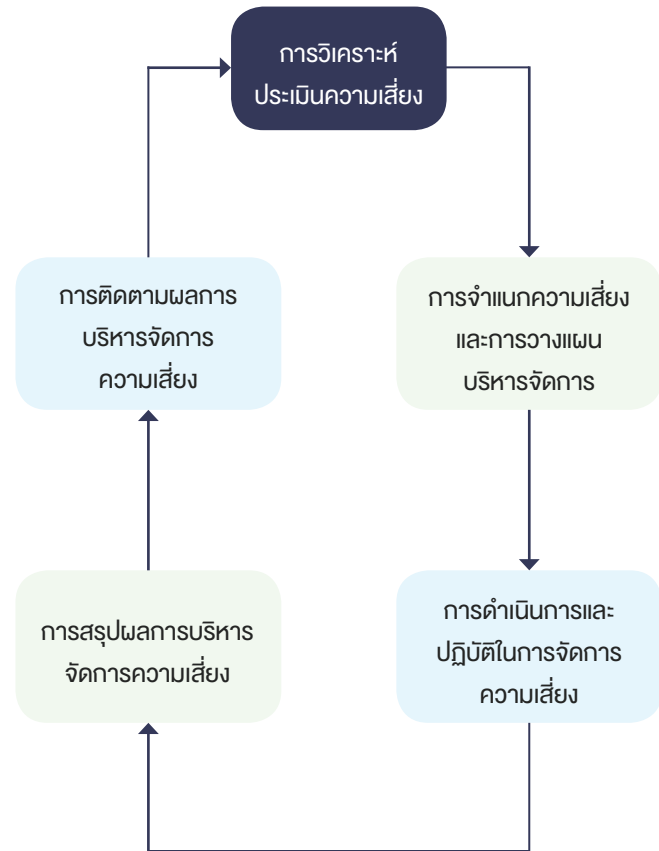 การวิเคราะห์
ประเมินความเสี่ยง
การจำแนกความเสี่ยง
และการวางแผน
บริหารจัดการ
การดำเนินการและ
ปฏิบัติในการจัดการ
ความเสี่ยง
การสรุปผลการบริหาร
จัดการความเสี่ยง
การติดตามผลการ
บริหารจัดการ
ความเสี่ยง